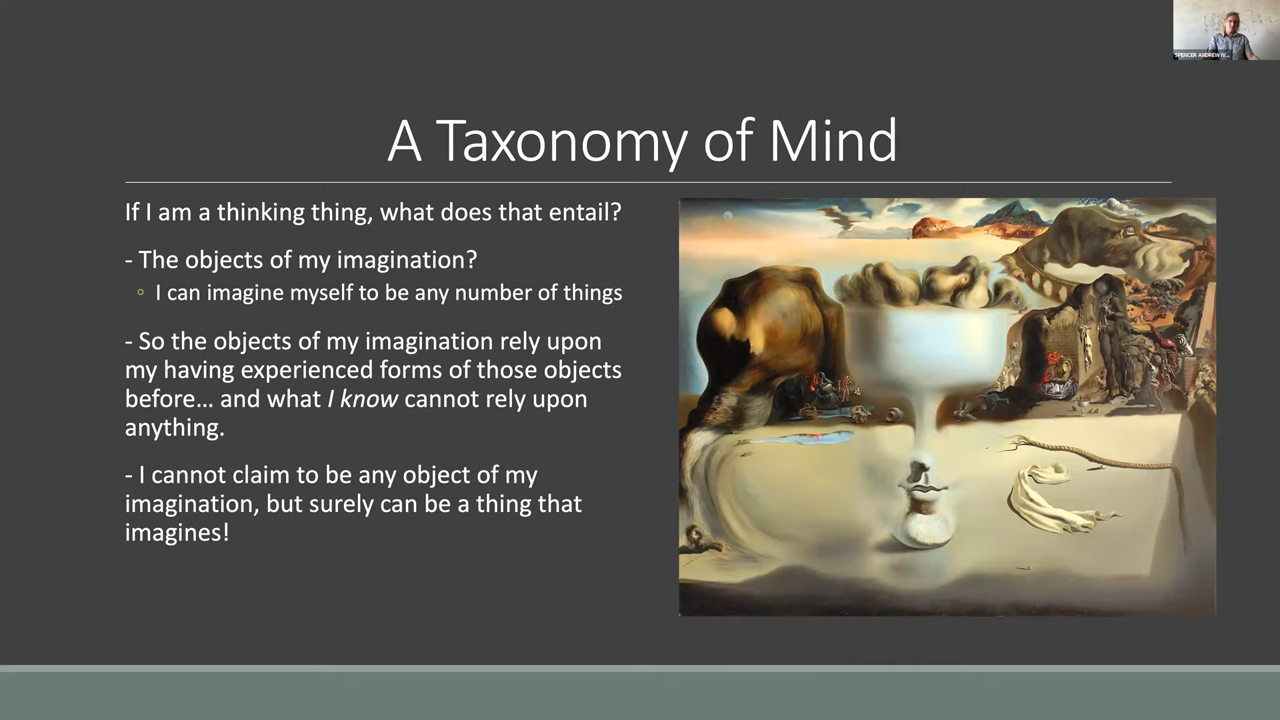 SPENCER ANDREW IV...
A Taxonomy of Mind
If I am a thinking thing, what does that entail?
- The objects of my imagination?
◦ I can imagine myself to be any number of things
- So the objects of my imagination rely upon
my having experienced forms of those objects
before... and what I know cannot rely upon
anything.
- I cannot claim to be any object of my
imagination, but surely can be a thing that
imagines!